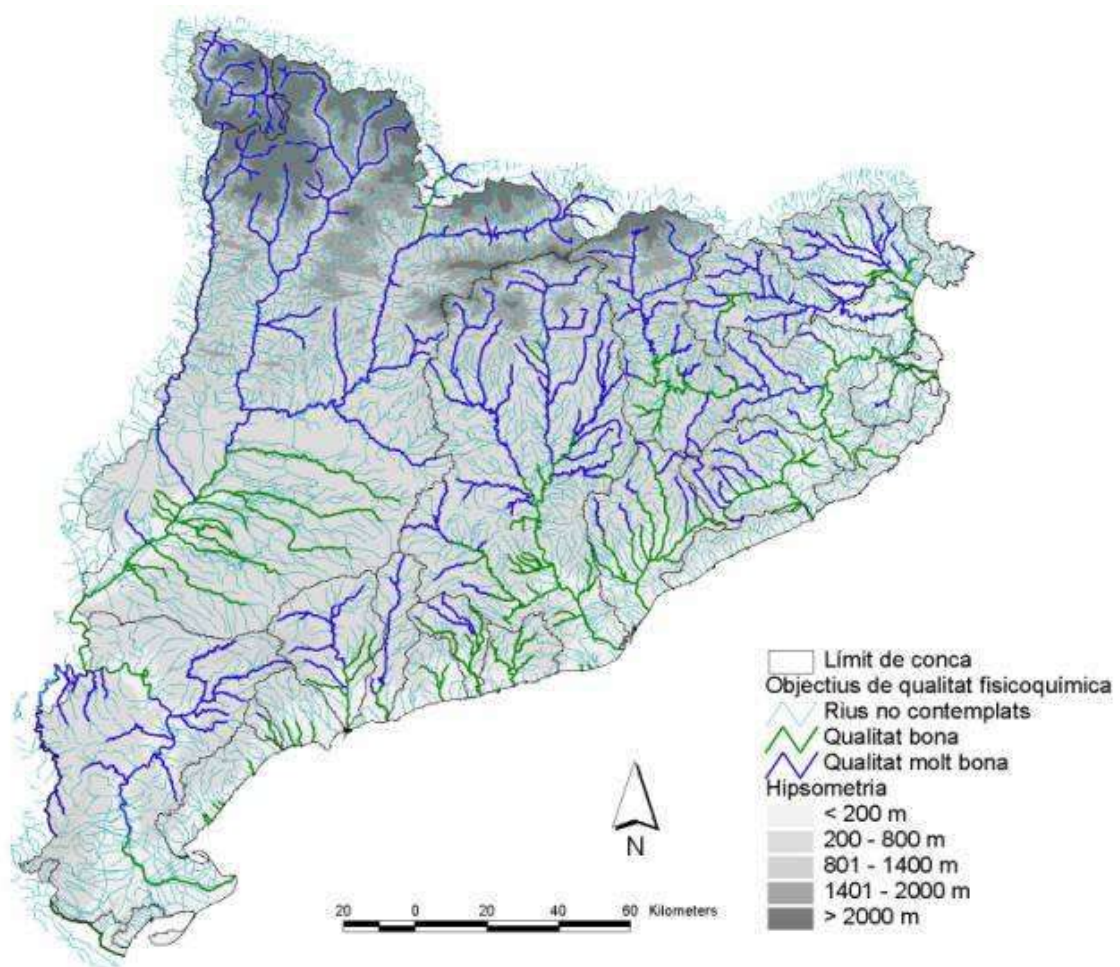 Límit de conca
Objectius de qualitat fisicoquímica
Rius no contemplats
Qualitat bona
Qualitat molt bona
Hipsometria
< 200 m
200 - 800 m
801 - 1400 m
1401 - 2000 m
> 2000 m
N
20 0 20 40 60 Kilometers